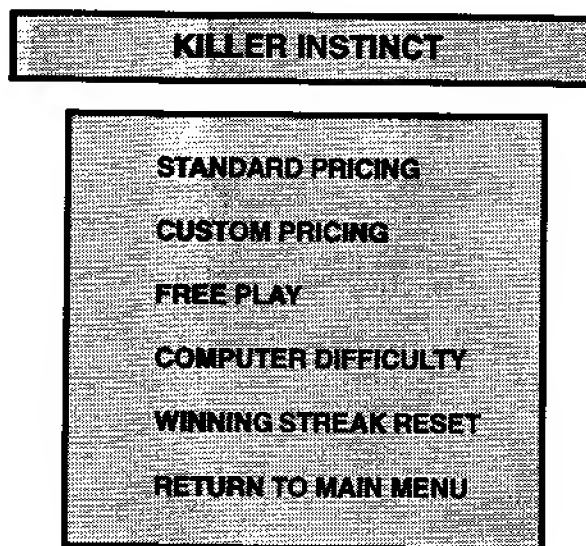 KILLER INSTINCT
STANDARD PRICING
CUSTOM PRICING
FREE PLAY
COMPUTER DIFFICULTY
WINNING STREAK RESET
RETURN TO MAIN MENU